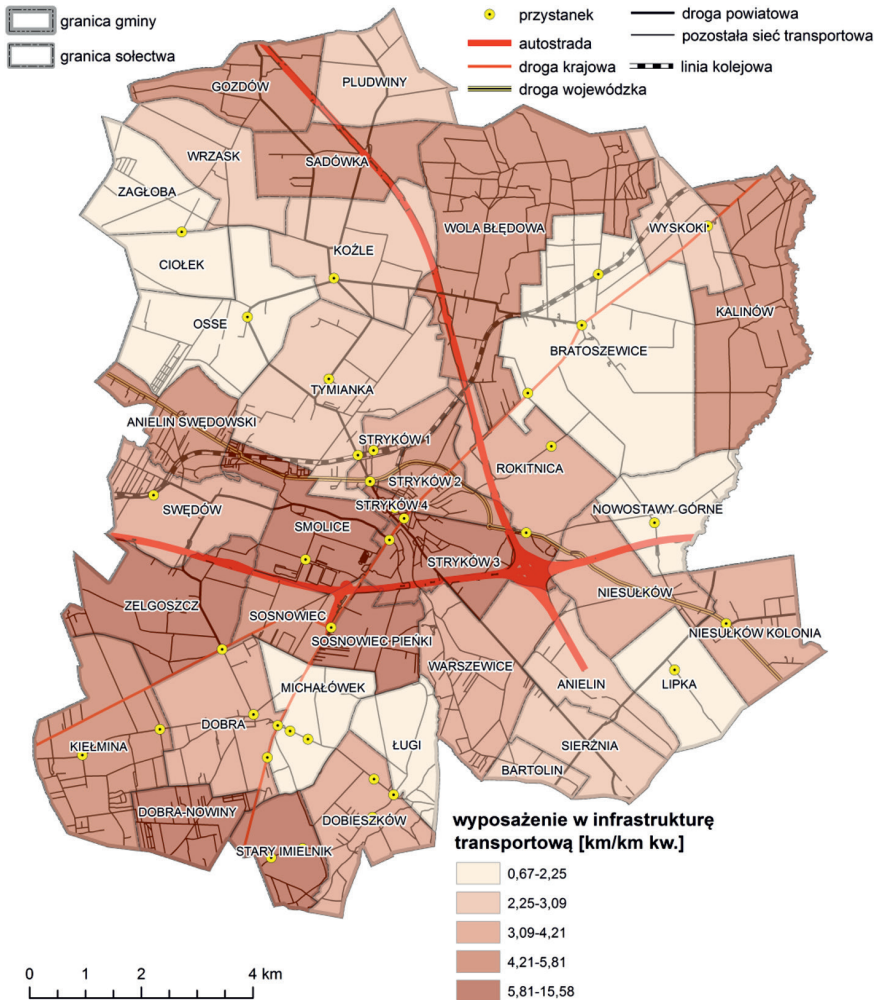 granica gminy
granica sołectwa
przystanek
autostrada
droga krajowa
droga wojewódzka
droga powiatowa
pozostała sieć transportowa
linia kolejowa
GOZDÓW
PLUDWINY
WRZASK
SADÓWKA
ZAGŁOBA
WOLA BŁĘDOWA
WYSKOKI
KOŹLE
CIOŁEK
KALINÓW
OSSE
BRATOSZEWICE
TYMIANKA
ANIELIN SWĘDOWSKI
STRYKÓW 1
ROKITNICA
STRYKÓW 2
STRYKÓW 4
SWĘDÓW
NOWOSTAWY GÓRNE
SMOLICE
STRYKÓW 3
NIESUŁKÓW
ZELGOSZCZ
SOSNOWIEC
NIESUŁKÓW KOLONIA
SOSNOWIEC PIEŃKI
WARSZEWICE
MICHAŁÓWEK
ANIELIN
LIPKA
DOBRA
KIEŁMINA
ŁUGI
SIERŻNIA
BARTOLIN
DOBRA-NOWINY
DOBIESZKÓW
STARY IMIELNIK
wyposażenie w infrastrukturę
transportową [km/km kw.]
0,67-2,25
2,25-3,09
3,09-4,21
4,21-5,81
5,81-15,58
0 1 2 4 km